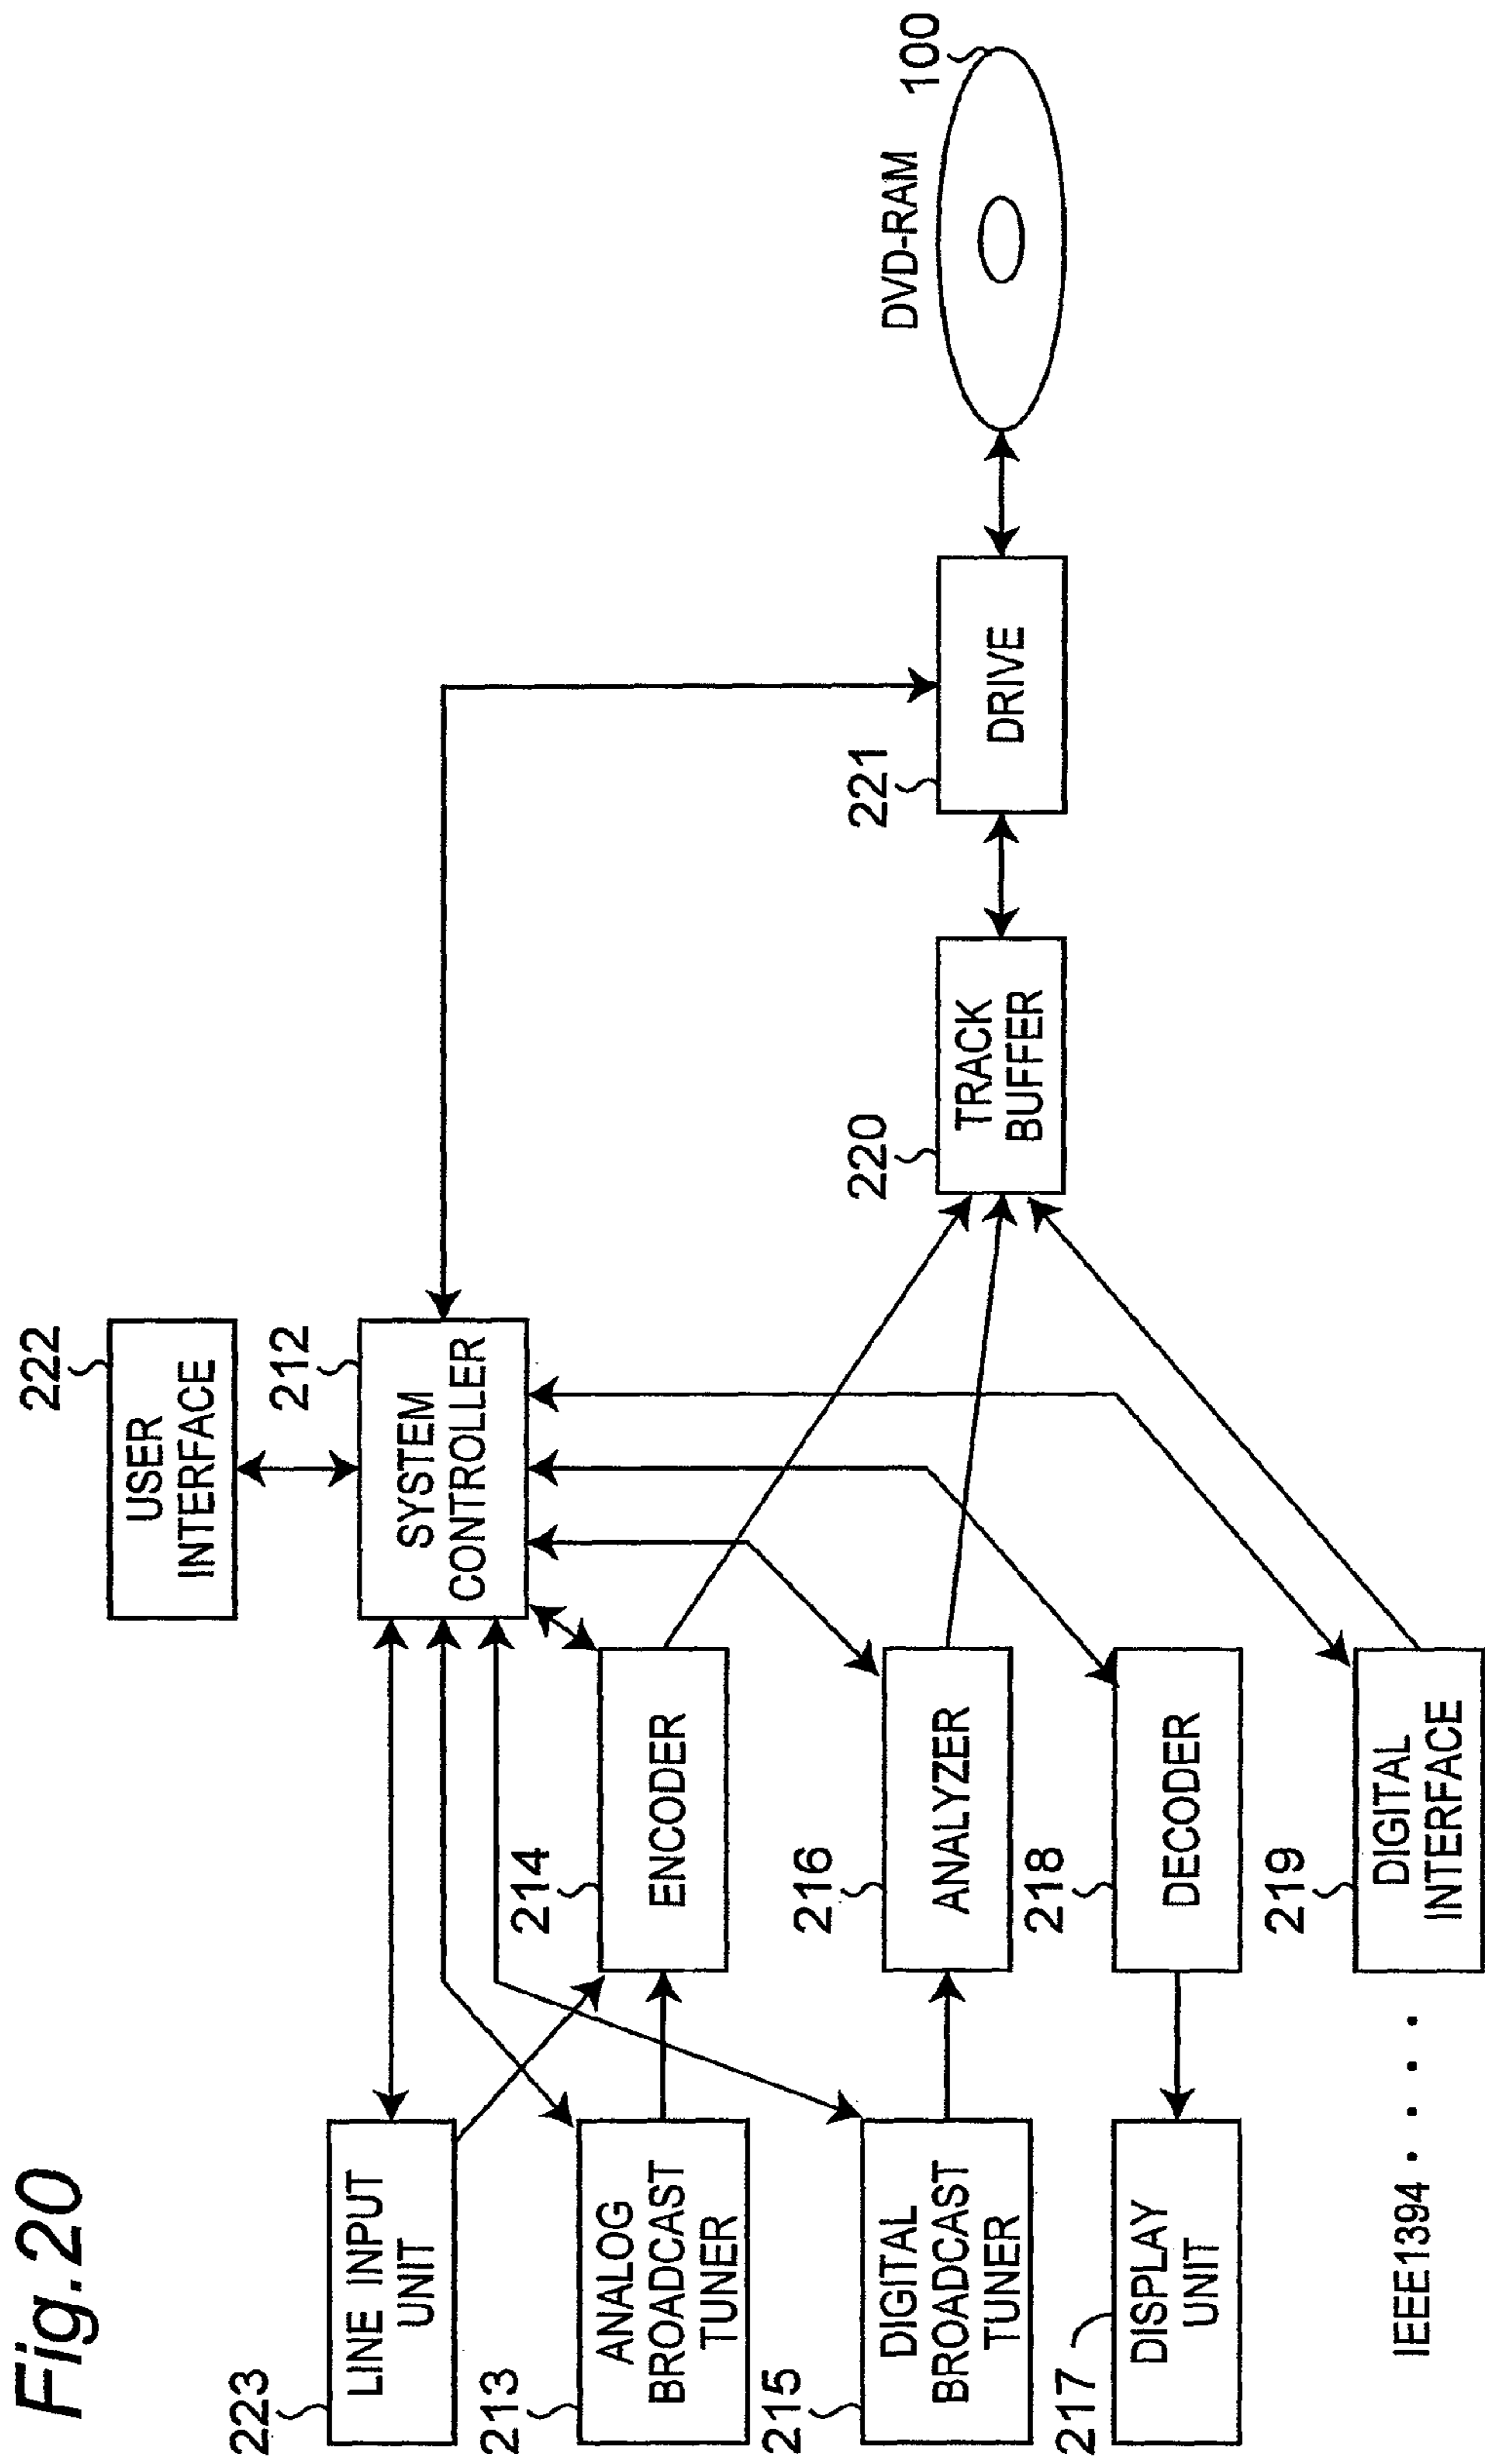 Fig.20
222
USER
INTERFACE
212
SYSTEM
CONTROLLER
223
LINE INPUT
UNIT
213
ANALOG
BROADCAST
TUNER
214
ENCODER
215
DIGITAL
BROADCAST
TUNER
216
ANALYZER
217
DISPLAY
UNIT
218
DECODER
IEEE1394 · · · ·
219
DIGITAL
INTERFACE
220
TRACK
BUFFER
221
DRIVE
DVD-RAM
100